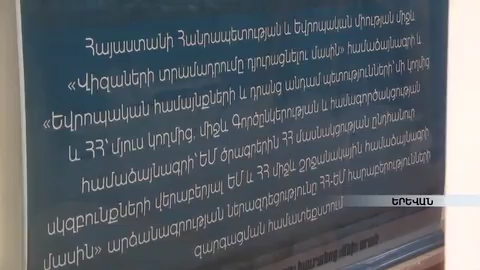 Հայաստանի Հանրապետության և Եվրոպական միության միջև
«Վիզաների տրամադրումը դյուրացնելու մասին» համաձայնագրի և
«Եվրոպական համայնքների և դրանց անդամ պետությունների՝ մի կողմից
և ՀՀ՝ մյուս կողմից, միջև Գործընկերության և համագործակցության
համաձայնագրի՝ ԵՄ ծրագրերին ՀՀ մասնակցության ընդհանուր
սկզբունքների վերաբերյալ ԵՄ և ՀՀ միջև շրջանակային համաձայնագրի
մասին» արձանագրության ներազդեցությունը ՀՀ-ԵՄ հարաբերությունների
զարգացման համատեքստում
ԵՐԵՎԱՆ